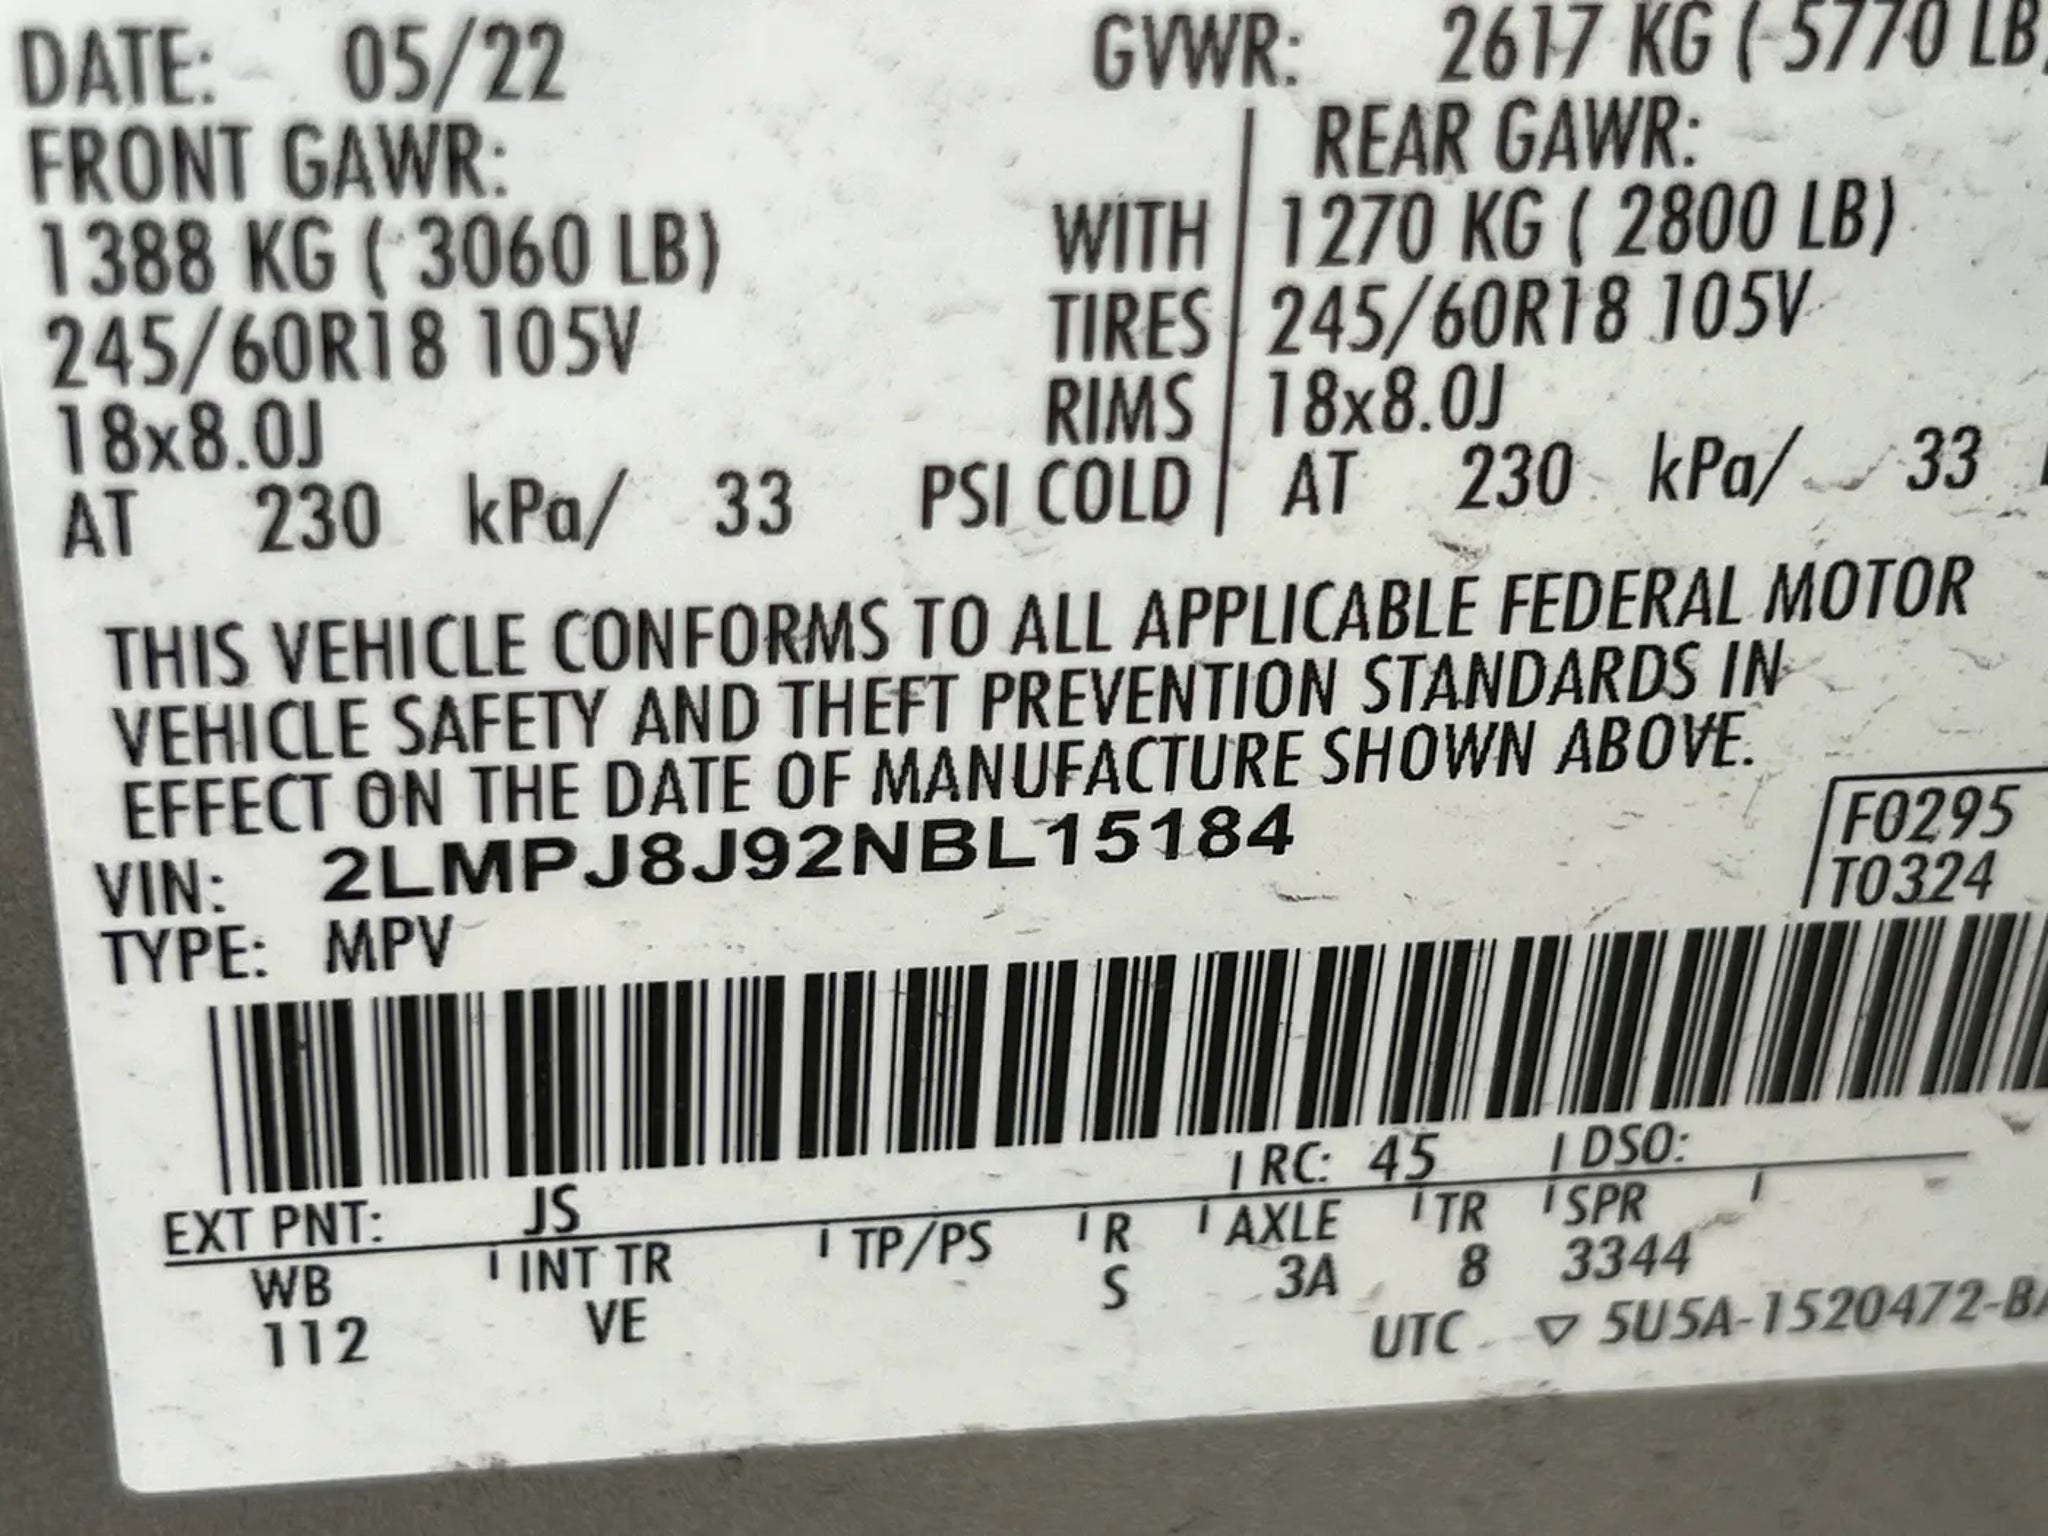 DATE: 05/22 GVWR: 2617 KG ( 5770 LB
FRONT GAWR: REAR GAWR:
1388 KG ( 3060 LB) WITH 1270 KG ( 2800 LB)
245/60R18 105V TIRES 245/60R18 105V
18x8.0J RIMS 18x8.0J
AT 230 kPa/ 33 PSI COLD AT 230 kPa/ 33
THIS VEHICLE CONFORMS TO ALL APPLICABLE FEDERAL MOTOR
VEHICLE SAFETY AND THEFT PREVENTION STANDARDS IN
EFFECT ON THE DATE OF MANUFACTURE SHOWN ABOVE.
VIN: 2LMPJ8J92NBL15184
F0295
T0324
TYPE: MPV
EXT PNT: JS RC: 45 DSO:
WB INT TR TP/PS R AXLE TR SPR
112 VE S 3A 8 3344
UTC ▽ 5U5A-1520472-BA